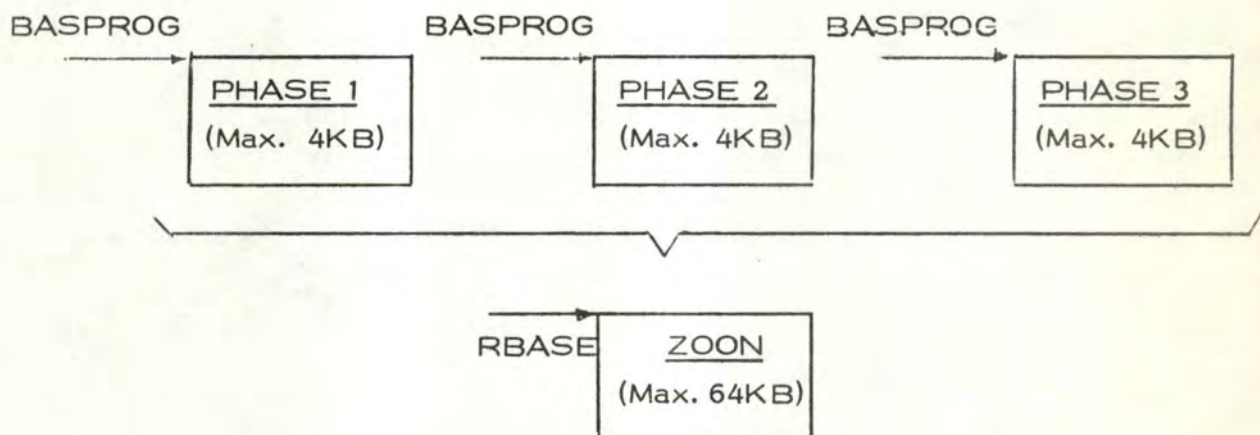 BASPROG BASPROG BASPROG
PHASE 1 PHASE 2 PHASE 3
(Max. 4KB) (Max. 4KB) (Max. 4KB)
RBASE ZOON
(Max. 64KB)